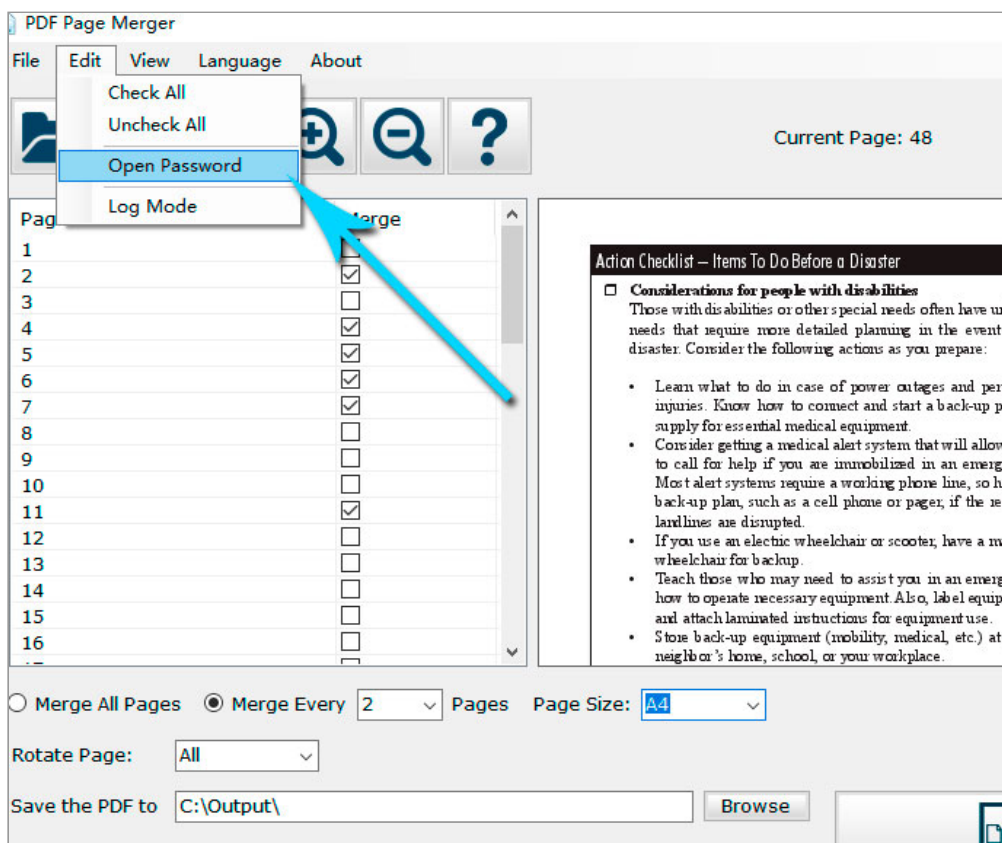 PDF Page Merger
File Edit View Language About
Check All
Uncheck All
Open Password
Log Mode
?
Current Page: 48
1
2
3
4
5
6
7
8
9
10
11
12
13
14
15
16
Action Checklist – Items To Do Before a Disaster
Considerations for people with disabilities
Those with disabilities or other special needs often have
needs that require more detailed planning in the event
disaster. Consider the following actions as you prepare:
• Learn what to do in case of power outages and
injuries. Know how to connect and start a back-up
supply for essential medical equipment.
• Consider getting a medical alert system that will allow
to call for help if you are immobilized in an
Most alert systems require a working phone line, so
back-up plan, such as a cell phone or pager, if the
landlines are disrupted.
• If you use an electric wheelchair or scooter, have a
wheelchair for backup.
• Teach those who may need to assist you in an
how to operate necessary equipment. Also, label
and attach laminated instructions for equipment use.
• Store back-up equipment (mobility, medical, etc.) at
neighbor's home, school, or your workplace.
Merge All Pages Merge Every 2 Pages Page Size: A4
Rotate Page: All
Save the PDF to C:\Output\ Browse